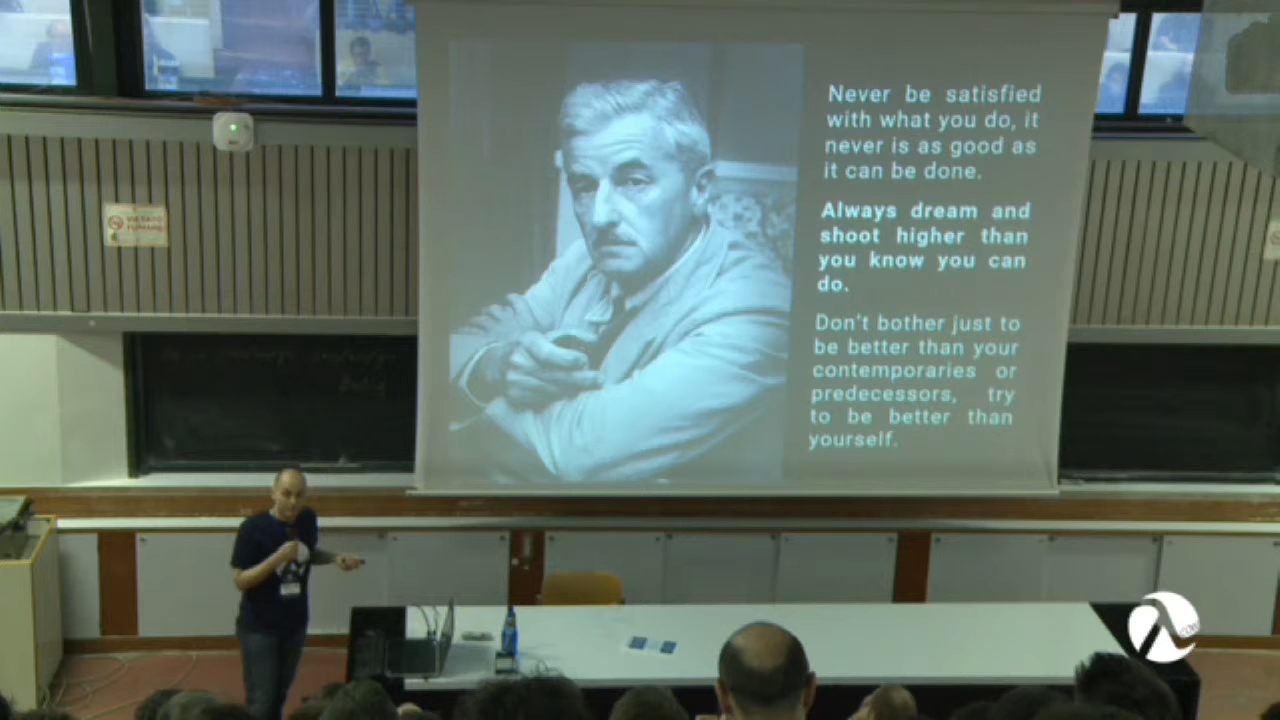 Never be satisfied
with what you do, it
never is as good as
it can be done.
Always dream and
shoot higher than
you know you can
do.
Don't bother just to
be better than your
contemporaries or
predecessors, try
to be better than
yourself.
VIETATO
FUMARE